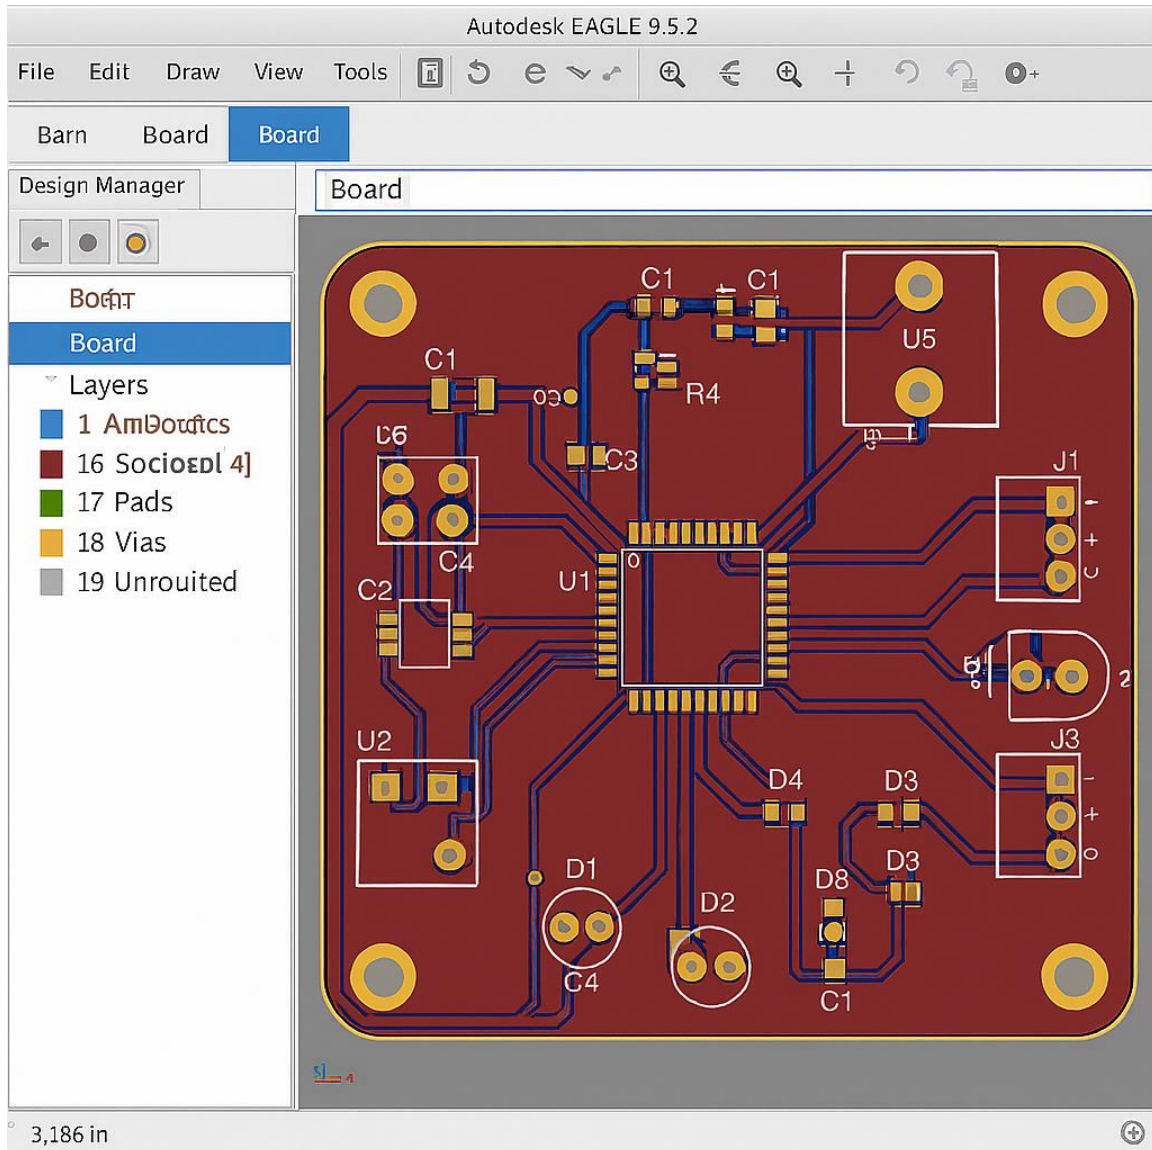 Autodesk EAGLE 9.5.2
File Edit Draw View Tools
Barn Board Board
Design Manager
Board
Board
Layers
1
16
17 Pads
18 Vias
19 Unrouited
C1 C1
U5
C1
R4
C3
J1
+
C4
U1
C2
U2
2
J3
-
D4 D3
+
D1 D8 D3
D2
C4
C1
3,186 in